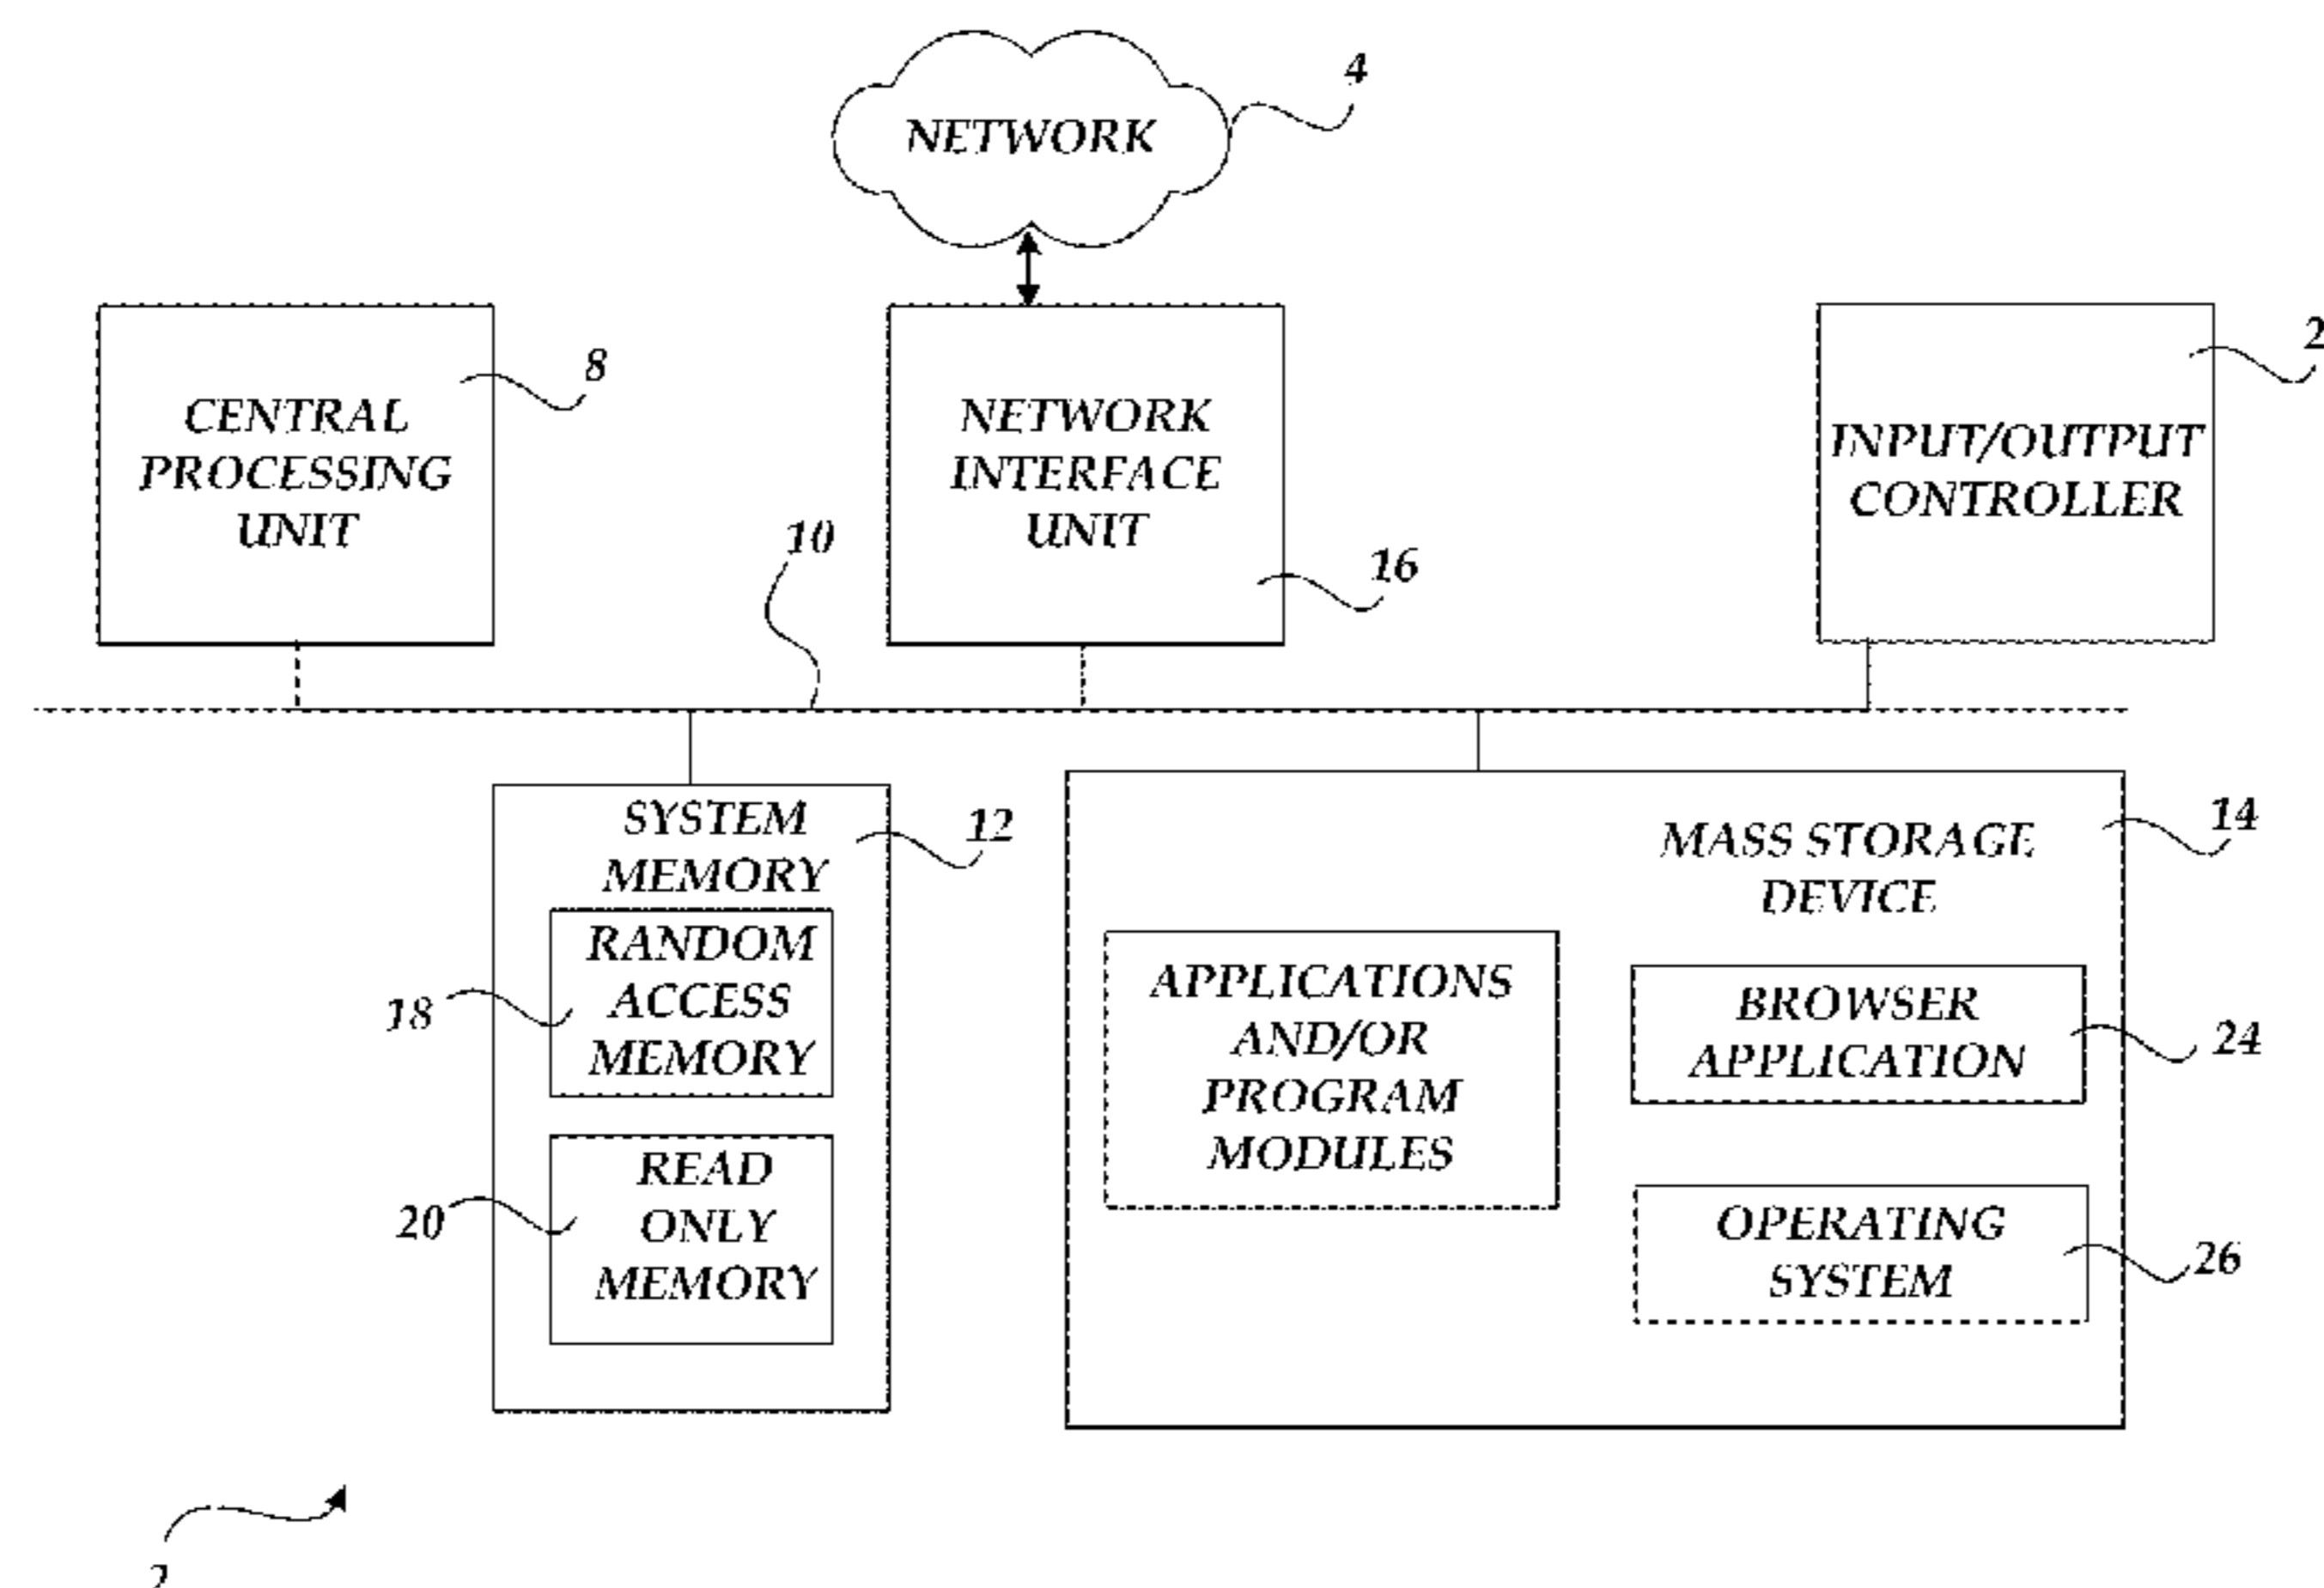 4
NETWORK
8
CENTRAL
PROCESSING
UNIT
NETWORK
INTERFACE
UNIT
16
2
INPUT/OUTPUT
CONTROLLER
10
SYSTEM
MEMORY
12
RANDOM
ACCESS
MEMORY
18
READ
ONLY
MEMORY
20
MASS STORAGE
DEVICE
14
APPLICATIONS
AND/OR
PROGRAM
MODULES
BROWSER
APPLICATION
24
OPERATING
SYSTEM
26
2